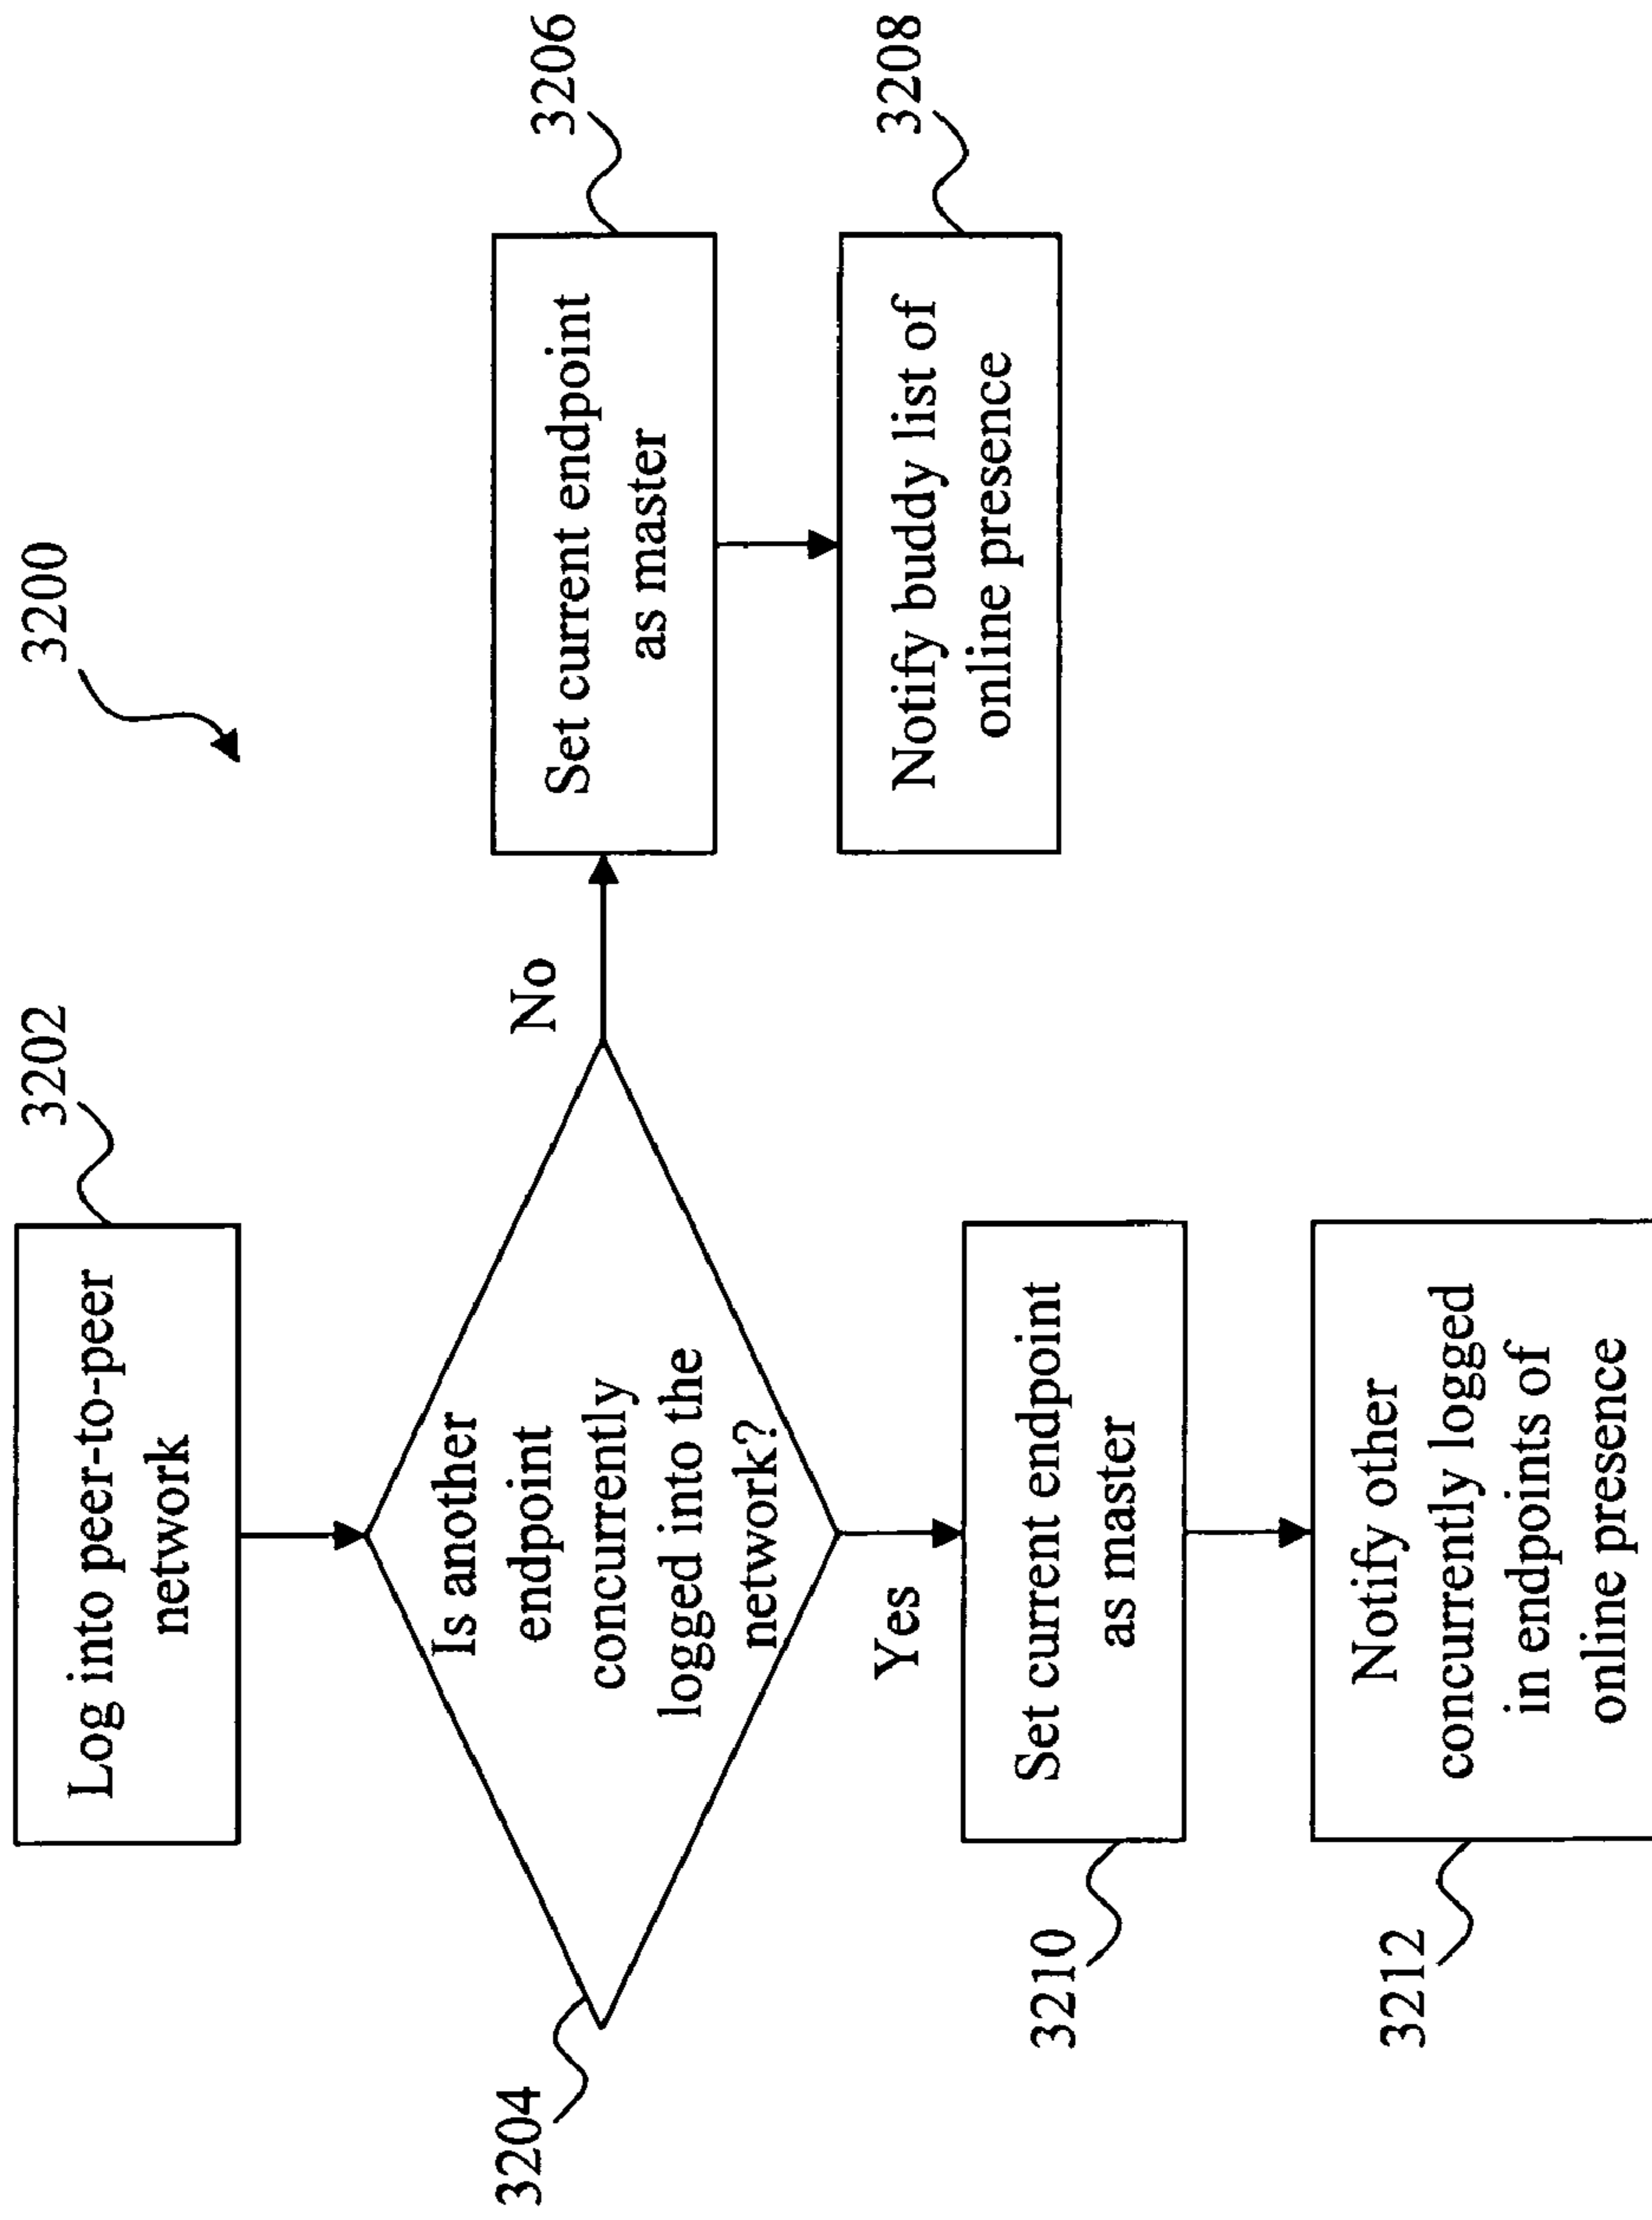 3200
3202
Log into peer-to-per
network
3204
Is another
endpoint
concurrently
logged into the
network?
No
3206
Set current endpoint
as master
3208
Notify buddy list of
online presence
Yes
3210
Set current endpoint
as master
3212
Notify other
concurrently logged
in endpoints of
online presence